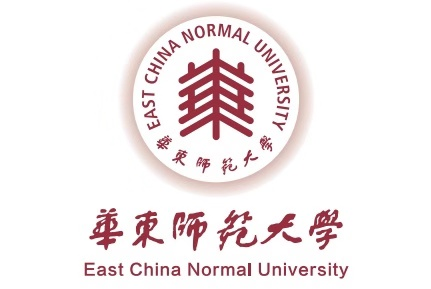 EAST CHINA NORMAL UNIVERSITY
華東師範大學
華東師範大學
East China Normal University